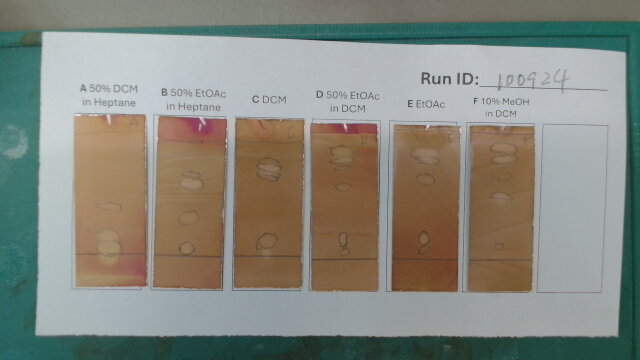 Run ID: 100924
A 50% DCM
in Heptane
B 50% EtOAc
in Heptane
C DCM
D 50% EtOAc
in DCM
E EtOAc
F 10% MeOH
in DCM